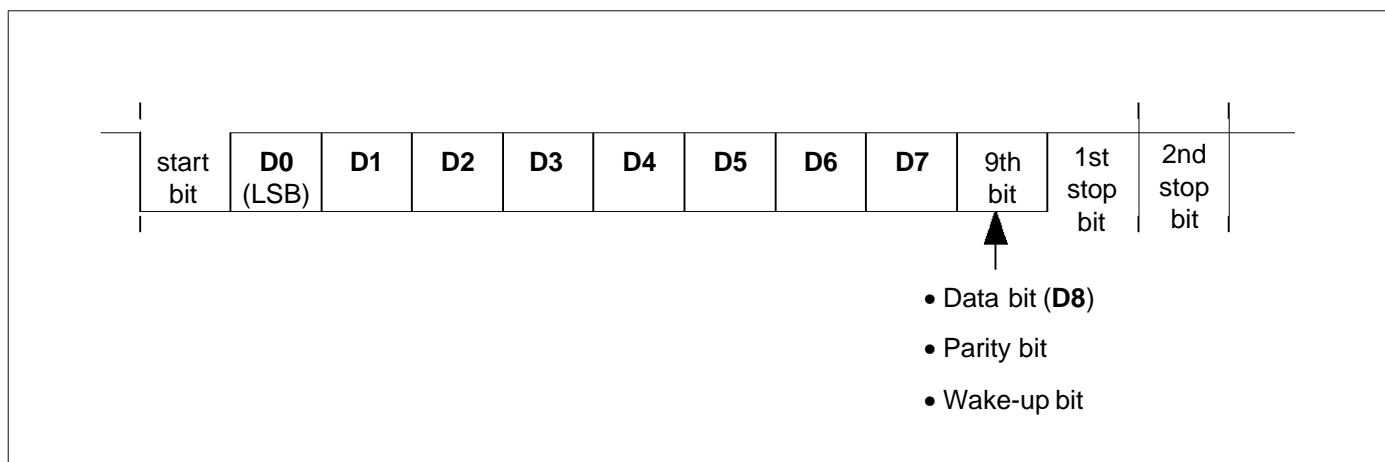 start bit
D0 (LSB)
D1
D2
D3
D4
D5
D6
D7
9th bit
1st stop bit
2nd stop bit
• Data bit (D8)
• Parity bit
• Wake-up bit